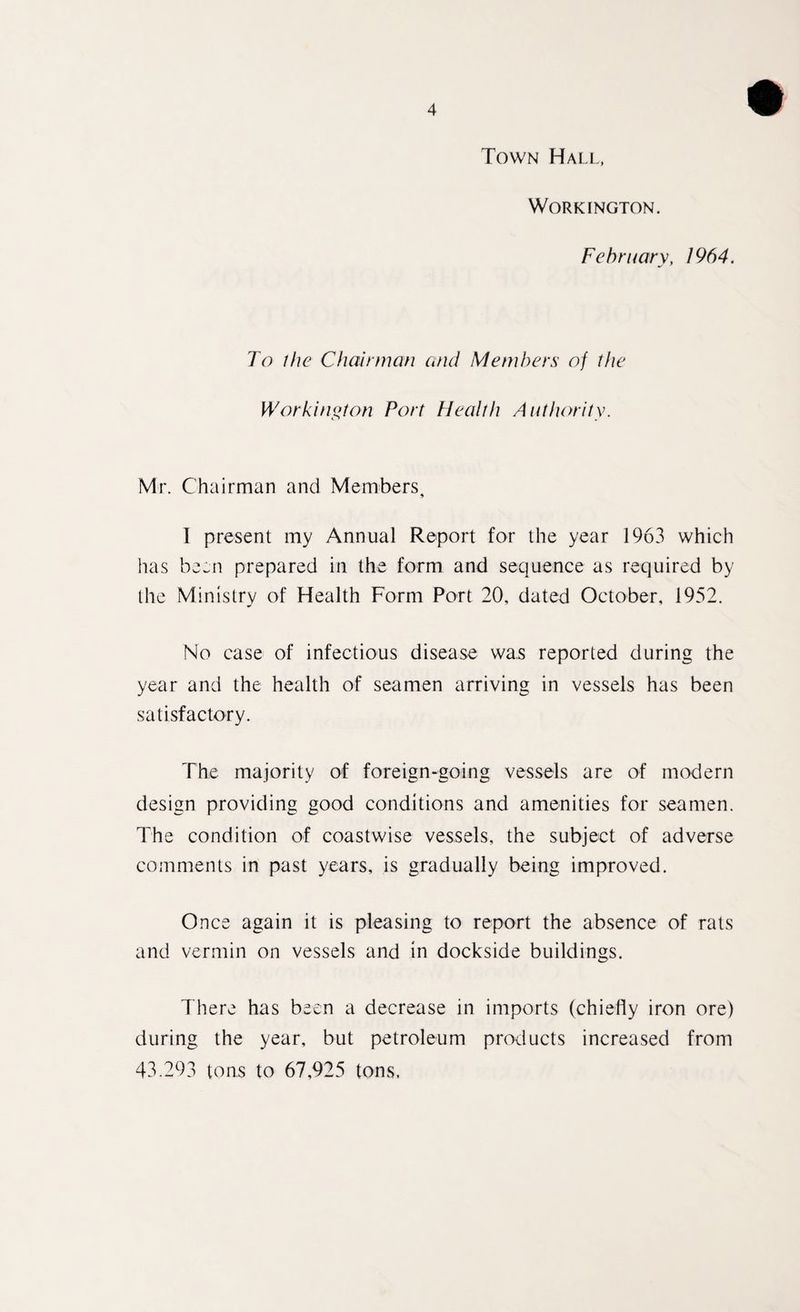 4
Town Hall,
Workington.
February, 1964.
To the Chairman and Members of the
Workington Port Health Authority.
Mr. Chairman and Members,
I present my Annual Report for the year 1963 which
has been prepared in the form and sequence as required by
the Ministry of Health Form Port 20, dated October, 1952.
No case of infectious disease was reported during the
year and the health of seamen arriving in vessels has been
satisfactory.
The majority of foreign-going vessels are of modern
design providing good conditions and amenities for seamen.
The condition of coastwise vessels, the subject of adverse
comments in past years, is gradually being improved.
Once again it is pleasing to report the absence of rats
and vermin on vessels and in dockside buildings.
There has been a decrease in imports (chiefly iron ore)
during the year, but petroleum products increased from
43.293 tons to 67,925 tons,